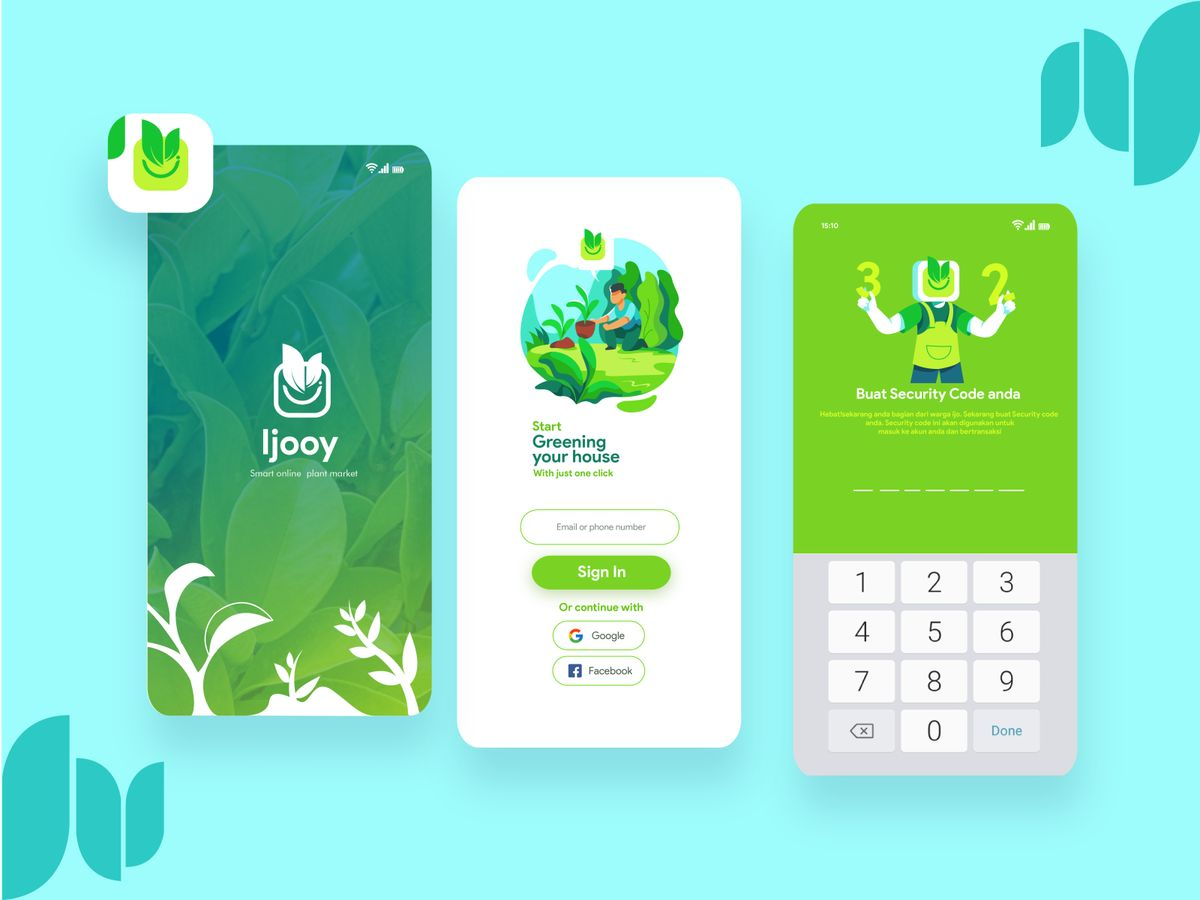 Ijooy
Smart online plant market
Start
Greening
your house
With just one click
Email or phone number
Sign In
Or continue with
Google
Facebook
15:10
3 2
Buat Security Code anda
Hebat!sekarang anda bagian dari warga ijo. Sekarang buat Security code
anda. Security code ini akan digunakan untuk
masuk ke akun anda dan bertransaksi
1 2 3
4 5 6
7 8 9
0 Done